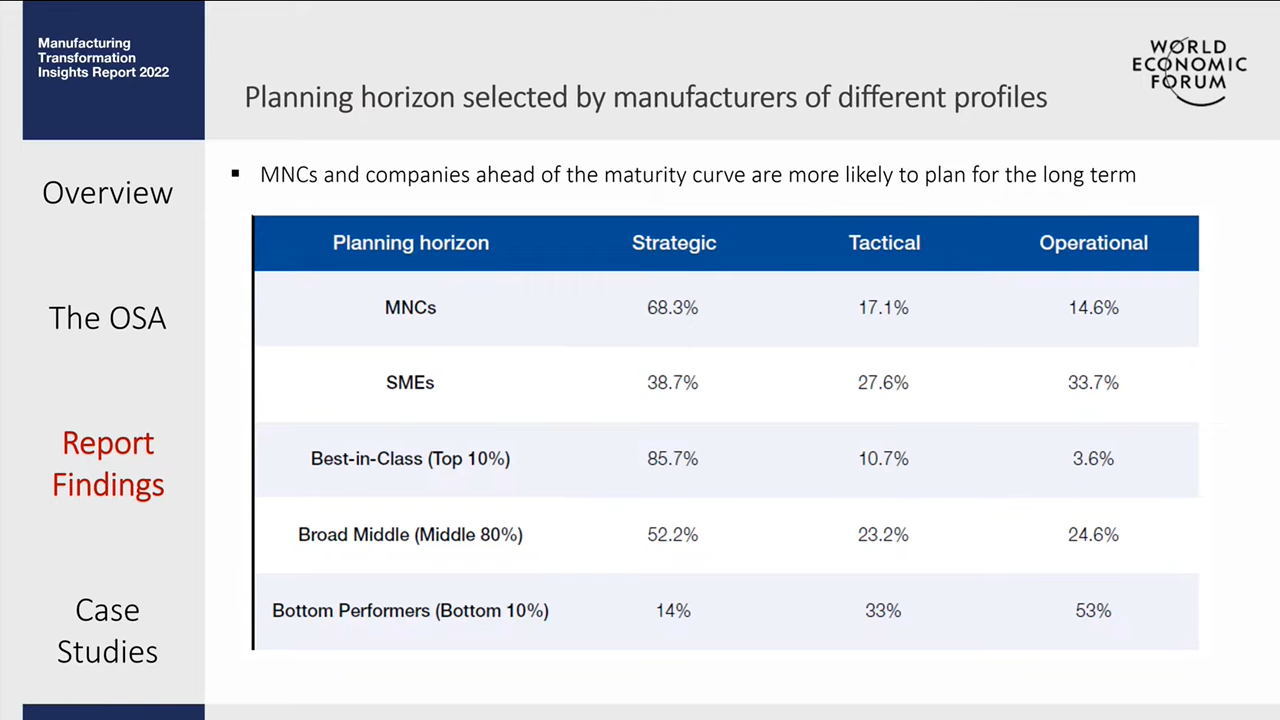 Manufacturing
Transformation
Insights Report 2022
WORLD
ECONOMIC
FORUM
Planning horizon selected by manufacturers of different profiles
Overview
The OSA
Report
Findings
Case
Studies
▪ MNCs and companies ahead of the maturity curve are more likely to plan for the long term
Planning horizon Strategic Tactical Operational
MNCs 68.3% 17.1% 14.6%
SMEs 38.7% 27.6% 33.7%
Best-in-Class (Top 10%) 85.7% 10.7% 3.6%
Broad Middle (Middle 80%) 52.2% 23.2% 24.6%
Bottom Performers (Bottom 10%) 14% 33% 53%